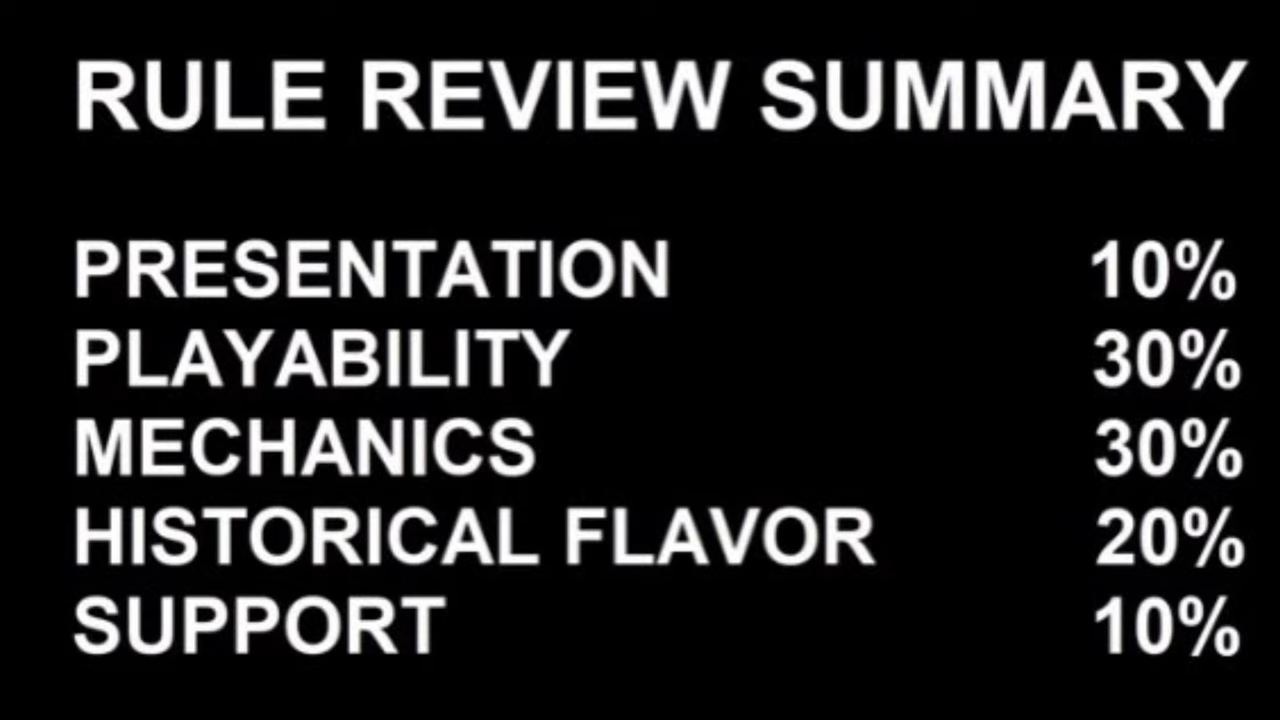 RULE REVIEW SUMMARY
PRESENTATION 10%
PLAYABILITY 30%
MECHANICS 30%
HISTORICAL FLAVOR 20%
SUPPORT 10%